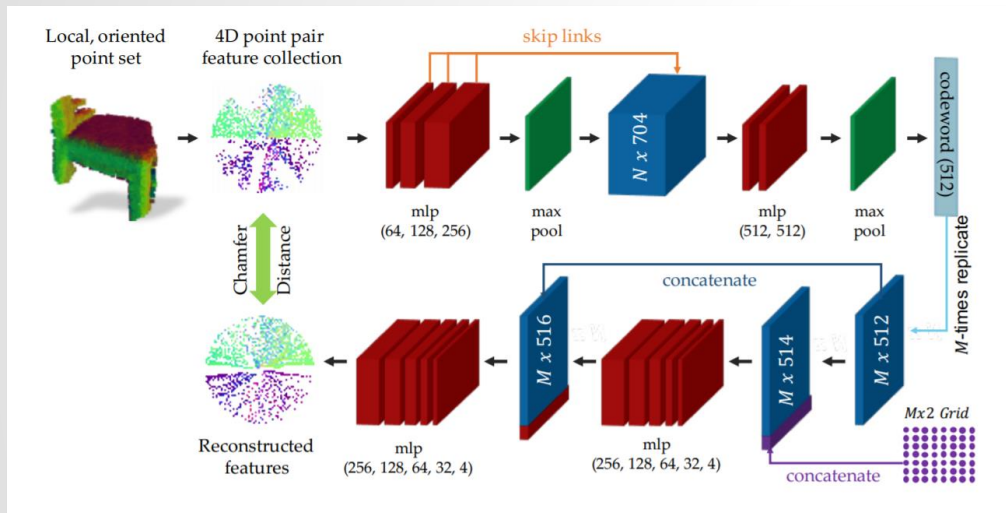 Local, oriented
point set
4D point pair
feature collection
skip links
mlp
(64, 128, 256)
max
pool
N x 704
mlp
(512, 512)
max
pool
codeword (512)
M-times replicate
Chamfer
Distance
concatenate
M x 512
M x 514
Mx2 Grid
concatenate
mlp
(256, 128, 64, 32, 4)
M x 516
mlp
(256, 128, 64, 32, 4)
Reconstructed
features